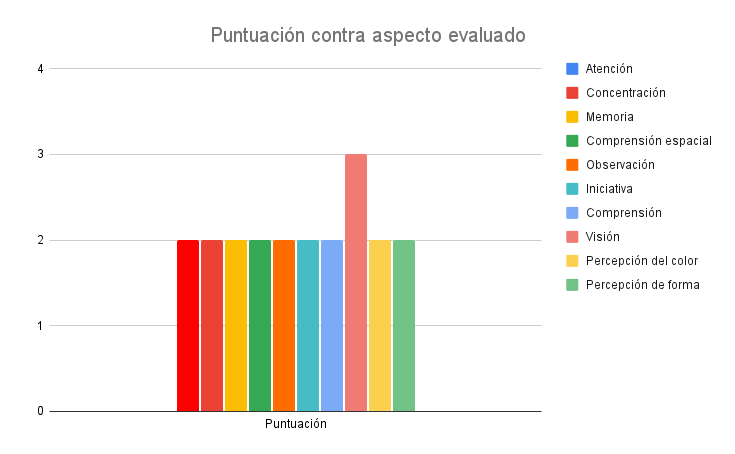 Puntuación contra aspecto evaluado
4
3
2
1
0
Puntuación
Atención
Concentración
Memoria
Comprensión espacial
Observación
Iniciativa
Comprensión
Visión
Percepción del color
Percepción de forma